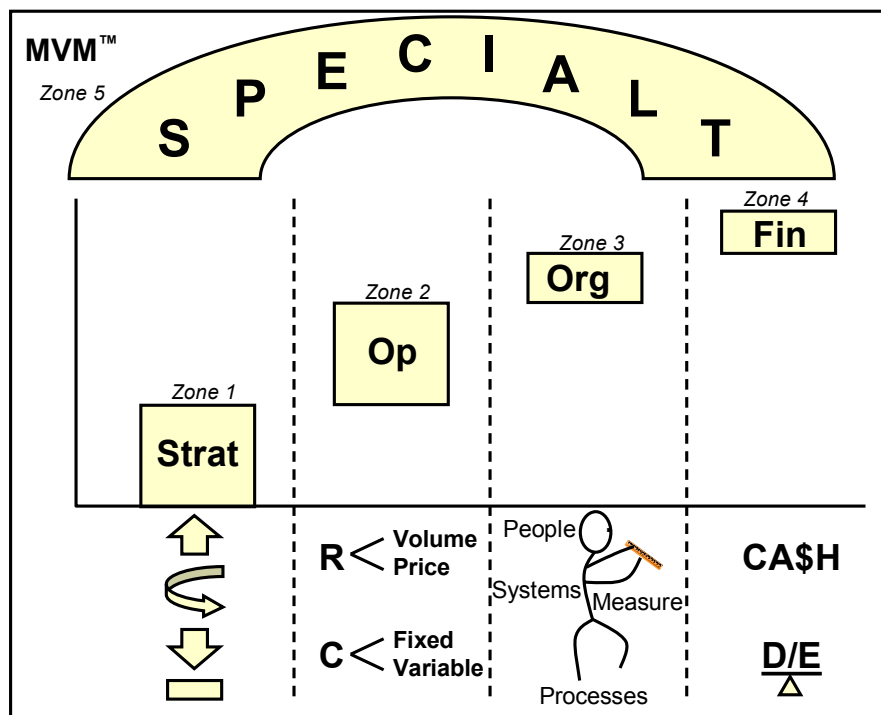 MVM™
Zone 5
S P E C I A L T
Zone 4
Fin
Zone 3
Org
Zone 2
Op
Zone 1
Strat
R
Volume
Price
C
Fixed
Variable
People
Systems
Measure
Processes
CA$H
D/E